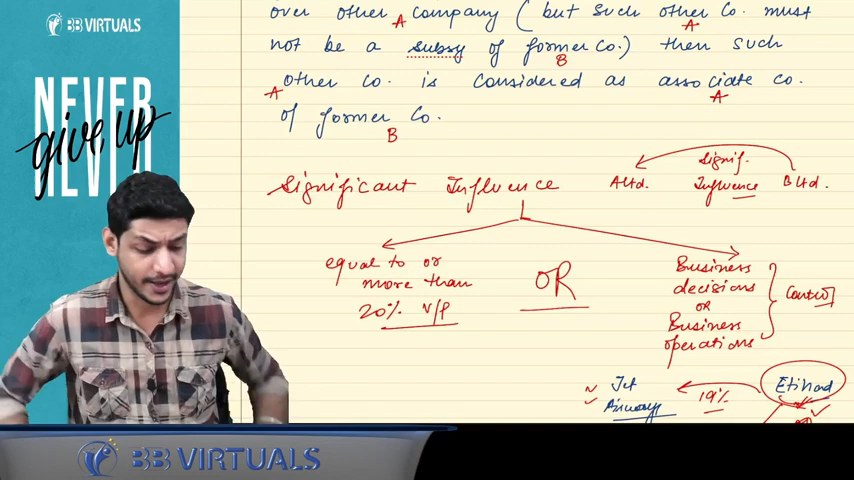 BB VIRTUALS
NEVER
give up
NEVER
over other company (but such other Co. must
A
A
not be a subsy of former Co.) then such
B
other Co. is considered as associate Co.
A
A
of former Co.
B
Significant Influence
A Ltd.
Signif.
Influence
B Ltd.
equal to or
more than
20% v/p
OR
Business
decisions
OR
Business
operations
Control
Jet
Airways
19%
Etihad
BB VIRTUALS